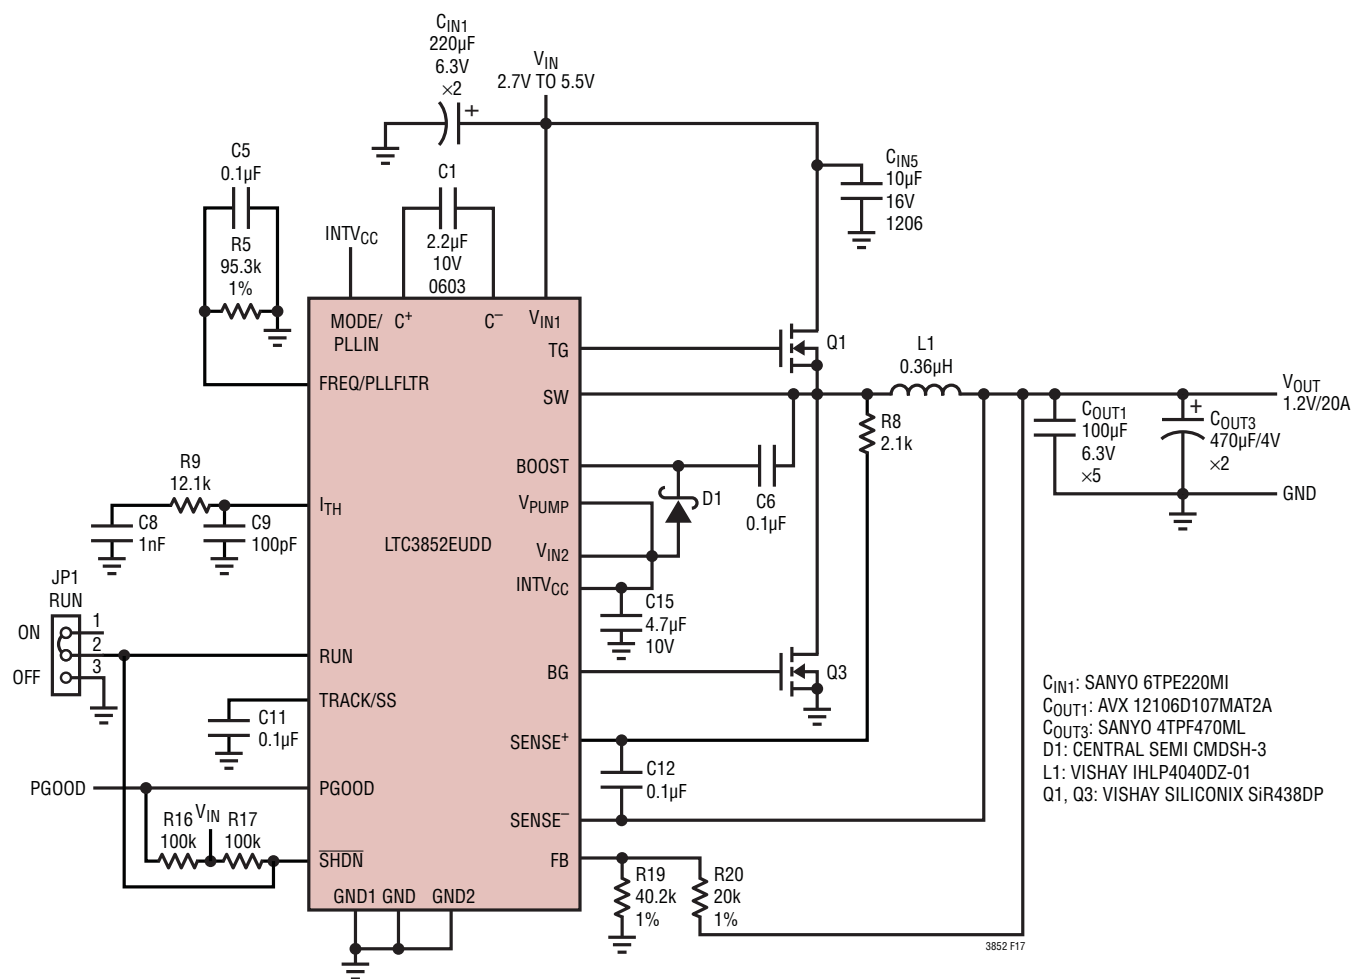 CIN1
220µF
6.3V
×2
VIN
2.7V TO 5.5V
C5
0.1µF
R5
95.3k
1%
INTVCC
C1
2.2µF
10V
0603
CIN5
10µF
16V
1206
MODE/
PLLIN
C+
C–
VIN1
TG
Q1
FREQ/PLLFLTR
SW
L1
0.36µH
VOUT
1.2V/20A
R8
2.1k
COUT1
100µF
6.3V
×5
+
COUT3
470µF/4V
×2
GND
R9
12.1k
ITH
C8
1nF
C9
100pF
BOOST
D1
C6
0.1µF
VPUMP
LTC3852EUDD
VIN2
INTVCC
C15
4.7µF
10V
JP1
RUN
ON
1
2
OFF
3
RUN
BG
Q3
TRACK/SS
C11
0.1µF
SENSE+
C12
0.1µF
SENSE–
PGOOD
PGOOD
R16
100k
VIN
R17
100k
SHDN
FB
R19
40.2k
1%
R20
20k
1%
GND1
GND
GND2
CIN1: SANYO 6TPE220MI
COUT1: AVX 12106D107MAT2A
COUT3: SANYO 4TPF470ML
D1: CENTRAL SEMI CMDSH-3
L1: VISHAY IHLP4040DZ-01
Q1, Q3: VISHAY SILICONIX SiR438DP
3852 F17
+